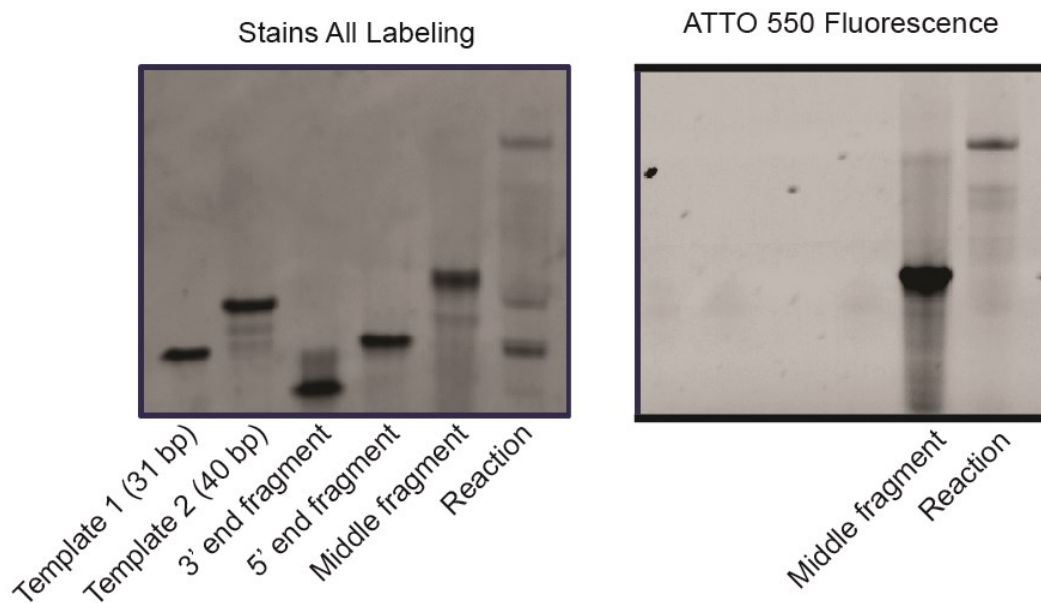 Stains All Labeling
ATTO 550 Fluorescence
Template 1 (31 bp)
Template 2 (40 bp)
3’ end fragment
5’ end fragment
Middle fragment
Reaction
Middle fragment
Reaction